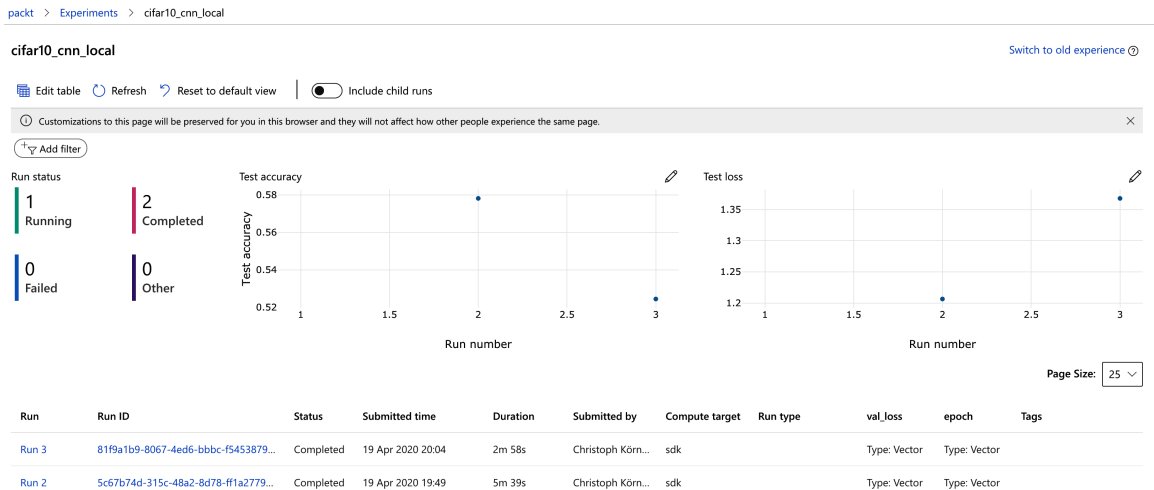 packt > Experiments > cifar10_cnn_local
cifar10_cnn_local
Switch to old experience
Edit table Refresh Reset to default view Include child runs
Customizations to this page will be preserved for you in this browser and they will not affect how other people experience the same page.
Add filter
Run status
1
Running
2
Completed
0
Failed
0
Other
Test accuracy
Test accuracy
0.58
0.56
0.54
0.52
1 1.5 2 2.5 3
Run number
Test loss
1.35
1.3
1.25
1.2
1 1.5 2 2.5 3
Run number
Page Size: 25
Run Run ID Status Submitted time Duration Submitted by Compute target Run type val_loss epoch Tags
Run 3 81f9a1b9-8067-4ed6-bbbc-f5453879... Completed 19 Apr 2020 20:04 2m 58s Christoph Körn... sdk Type: Vector Type: Vector
Run 2 5c67b74d-315c-48a2-8d78-ff1a2779... Completed 19 Apr 2020 19:49 5m 39s Christoph Körn... sdk Type: Vector Type: Vector